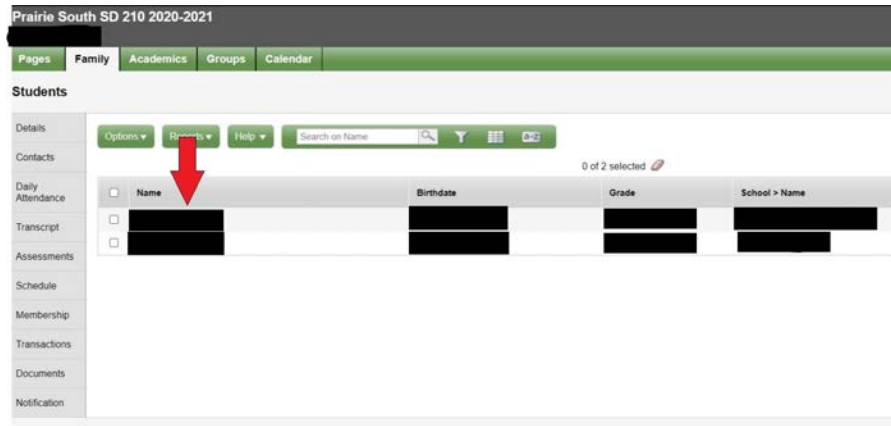 Prairie South SD 210 2020-2021
Pages Family Academics Groups Calendar
Students
Details
Options Help Search on Name a-z
Contacts
0 of 2 selected
Daily
Attendance
Name Birthdate Grade School > Name
Transcript
Assessments
Schedule
Membership
Transactions
Documents
Notification